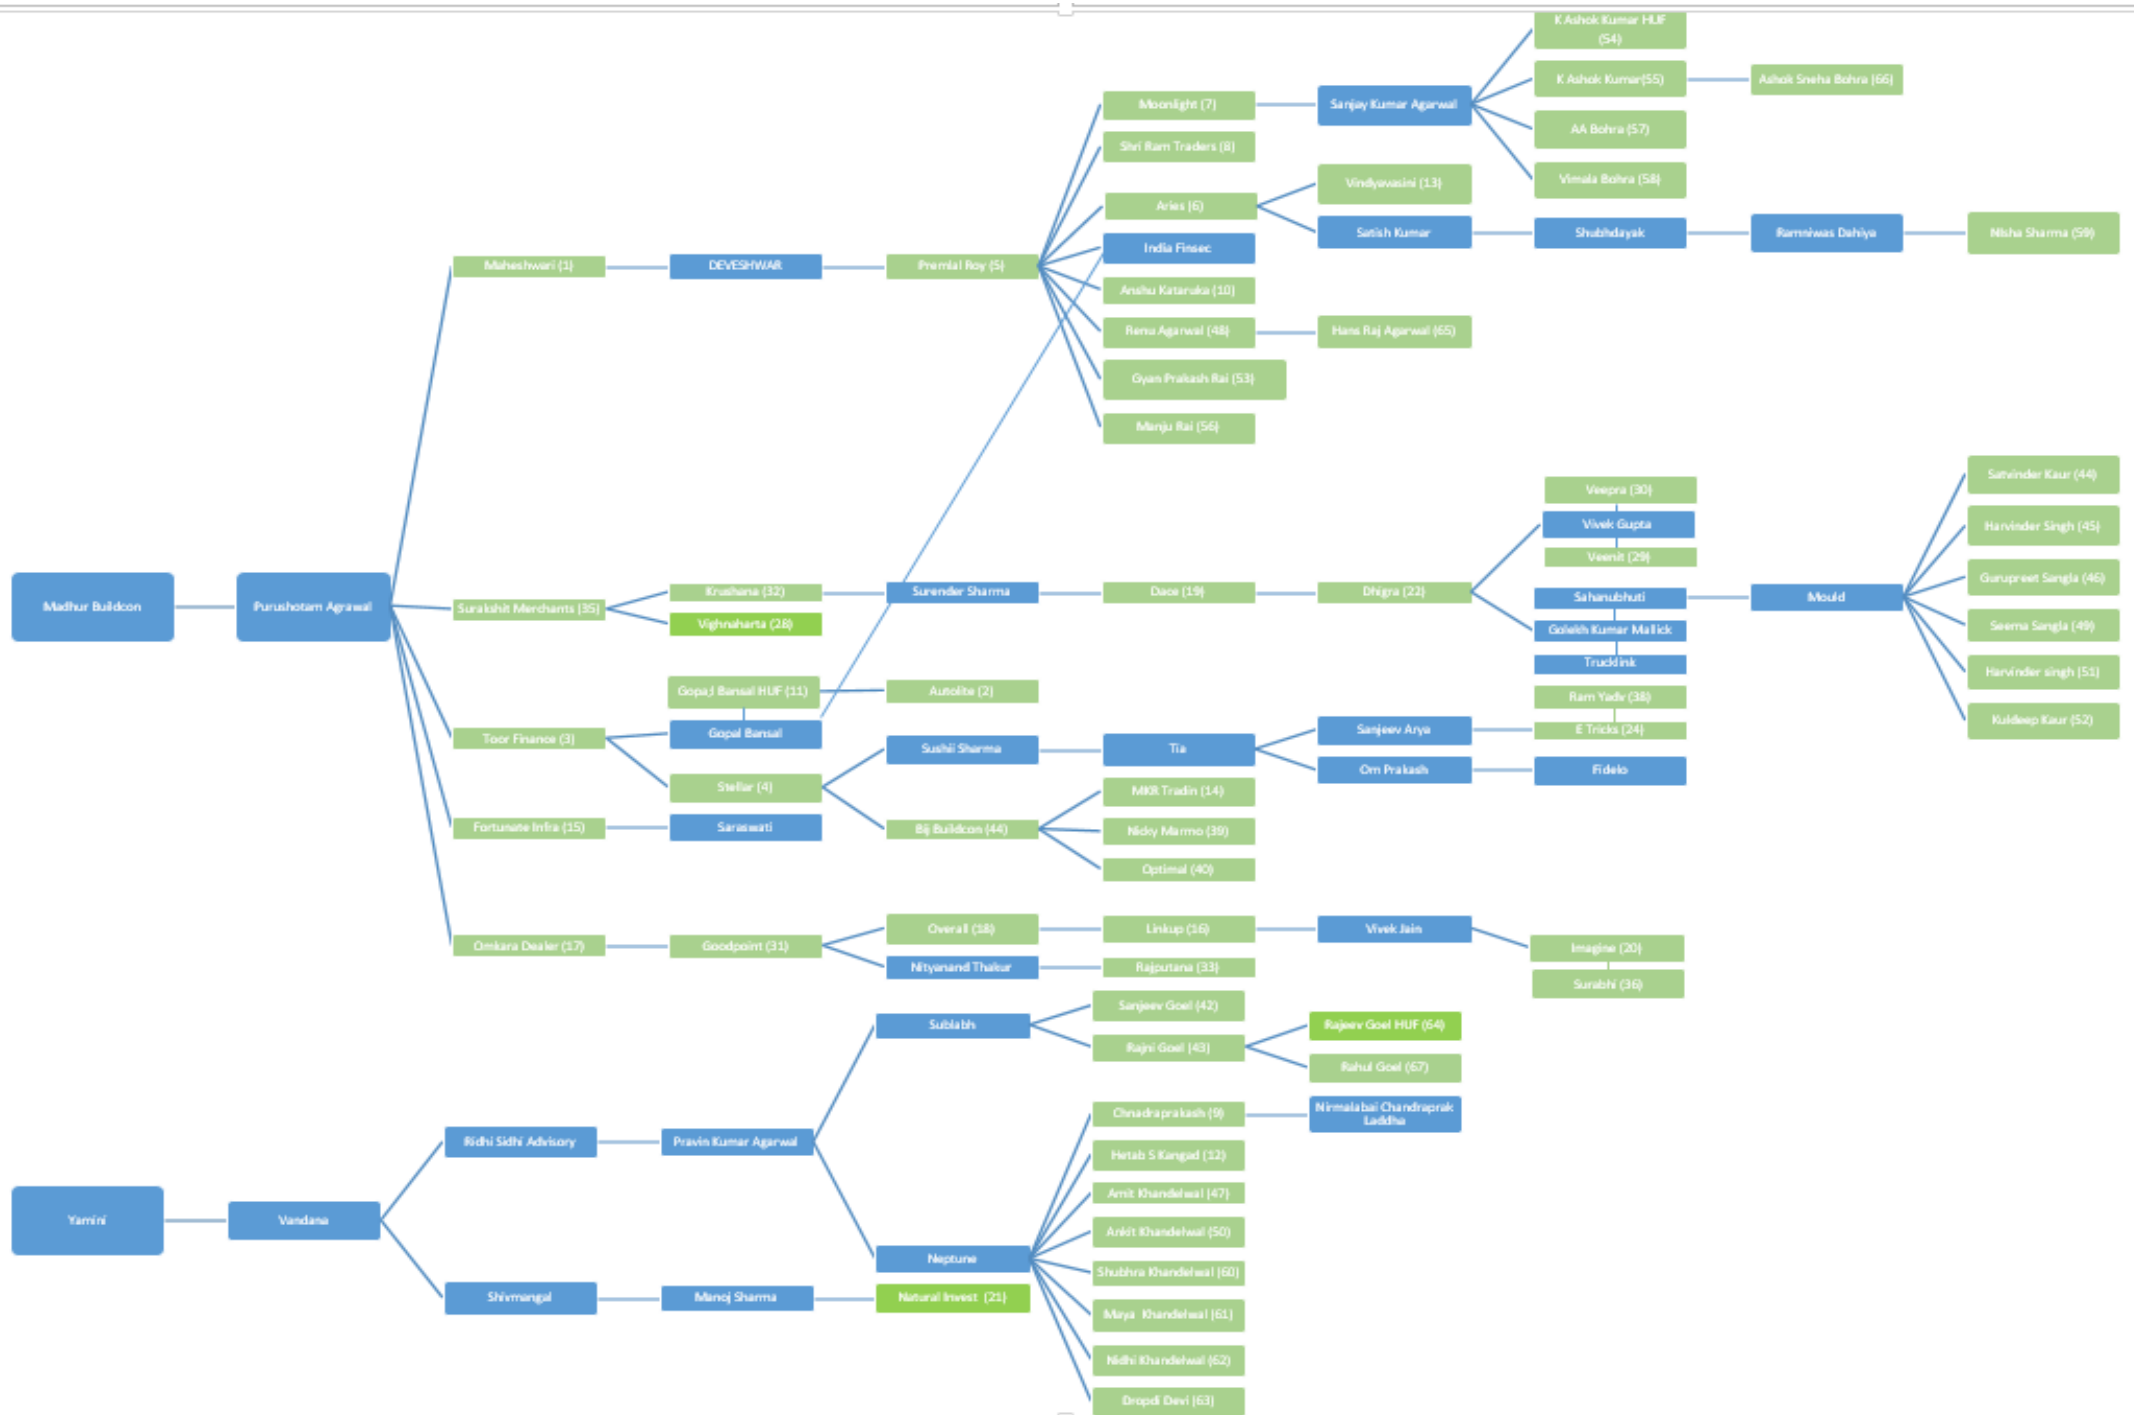 K Ashok Kumar HUF
(54)
K Ashok Kumar(55)
Ashok Sneha Bohra (66)
Moonlight (7)
Sanjay Kumar Agarwal
AA Bohra (57)
Shri Ram Traders (8)
Vimala Bohra (58)
Vindyavasini (13)
Aries (6)
Satish Kumar
Shubhdayak
Ramniwas Dahiya
Nisha Sharma (59)
India Finsec
Maheshwari (1)
DEVESHWAR
Premlal Roy (5)
Anshu Kataruka (10)
Renu Agarwal (48)
Hans Raj Agarwal (65)
Gyan Prakash Rai (53)
Manju Rai (56)
Satvinder Kaur (44)
Veepra (30)
Vivek Gupta
Harvinder Singh (45)
Veenit (29)
Gurupreet Sangla (46)
Madhur Buildcon
Purushotam Agrawal
Surakshit Merchants (35)
Krushana (32)
Surender Sharma
Dace (19)
Dhigra (22)
Sahanubhuti
Mould
Vighnaharta (28)
Golekh Kumar Mallick
Seema Sangla (49)
Trucklink
Harvinder singh (51)
Gopa,l Bansal HUF (11)
Autolite (2)
Ram Yadv (38)
Kuldeep Kaur (52)
Toor Finance (3)
Gopal Bansal
Sushil Sharma
Tia
Sanjeev Arya
E Tricks (24)
Om Prakash
Fidelo
Stellar (4)
MKR Tradin (14)
Fortunate Infra (15)
Saraswati
Bij Buildcon (44)
Nicky Marmo (39)
Optimal (40)
Overall (18)
Linkup (16)
Vivek Jain
Omkara Dealer (17)
Goodpoint (31)
Imagine (20)
Nityanand Thakur
Rajputana (33)
Surabhi (36)
Sanjeev Goel (42)
Sublabh
Rajeev Goel HUF (64)
Rajni Goel (43)
Rahul Goel (67)
Chnadraprakash (9)
Nirmalabai Chandraprak
Laddha
Ridhi Sidhi Advisory
Pravin Kumar Agarwal
Hetab S Kangad (12)
Amit Khandelwal (47)
Yamini
Vandana
Ankit Khandelwal (50)
Neptune
Shubhra Khandelwal (60)
Shivmangal
Manoj Sharma
Natural Invest (21)
Maya Khandelwal (61)
Nidhi Khandelwal (62)
Dropdi Devi (63)